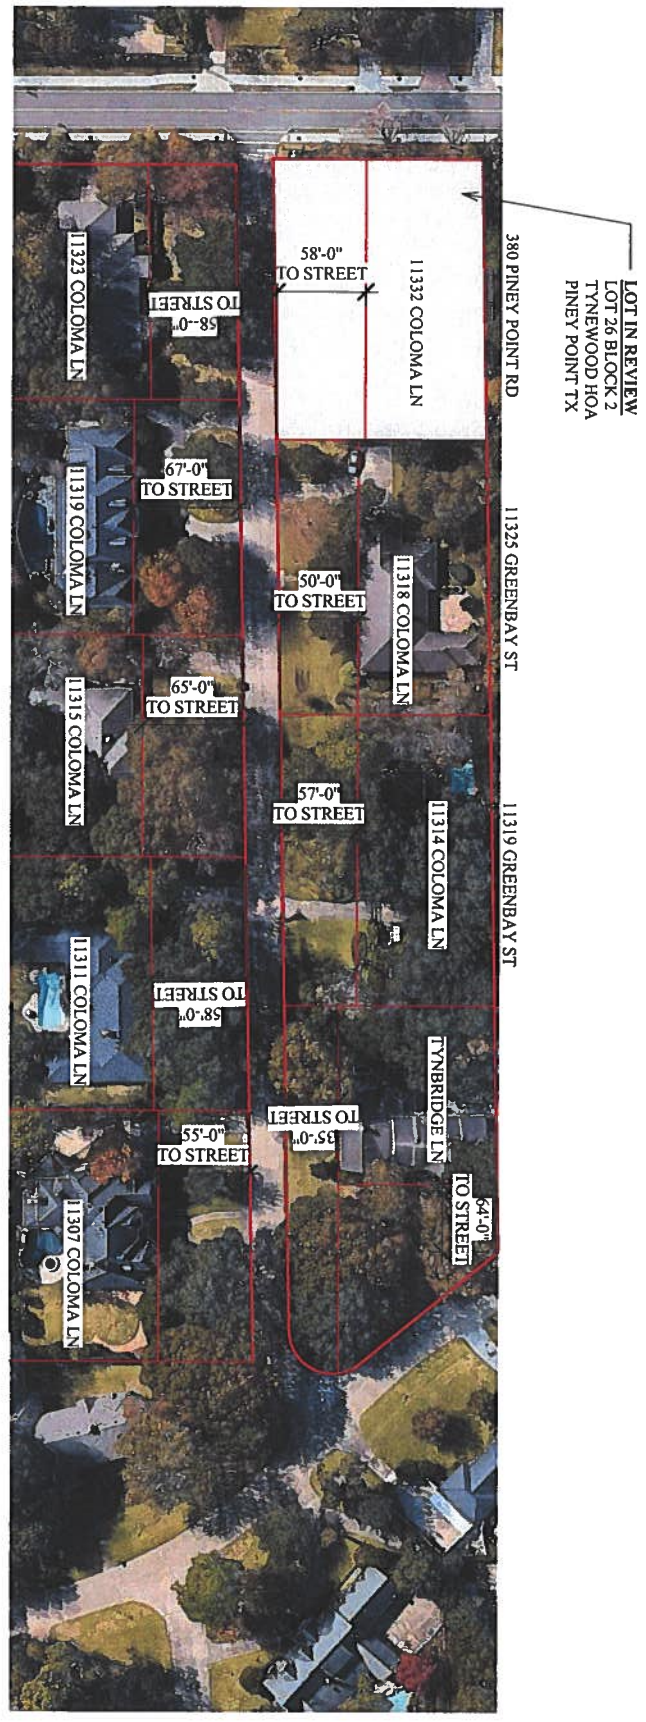 LOT IN REVIEW
LOT 26 BLOCK 2
TYNEWOOD HOA
PINEY POINT TX
380 PINEY POINT RD
11325 GREENBAY ST
11319 GREENBAY ST
11332 COLOMA LN
58'-0"
TO STREET
11318 COLOMA LN
50'-0"
TO STREET
11314 COLOMA LN
57'-0"
TO STREET
TYNBRIDGE LN
35'-0"
TO STREET
64'-0"
TO STREET
11323 COLOMA LN
58'-0"
TO STREET
11319 COLOMA LN
67'-0"
TO STREET
11315 COLOMA LN
65'-0"
TO STREET
11311 COLOMA LN
58'-0"
TO STREET
11307 COLOMA LN
55'-0"
TO STREET